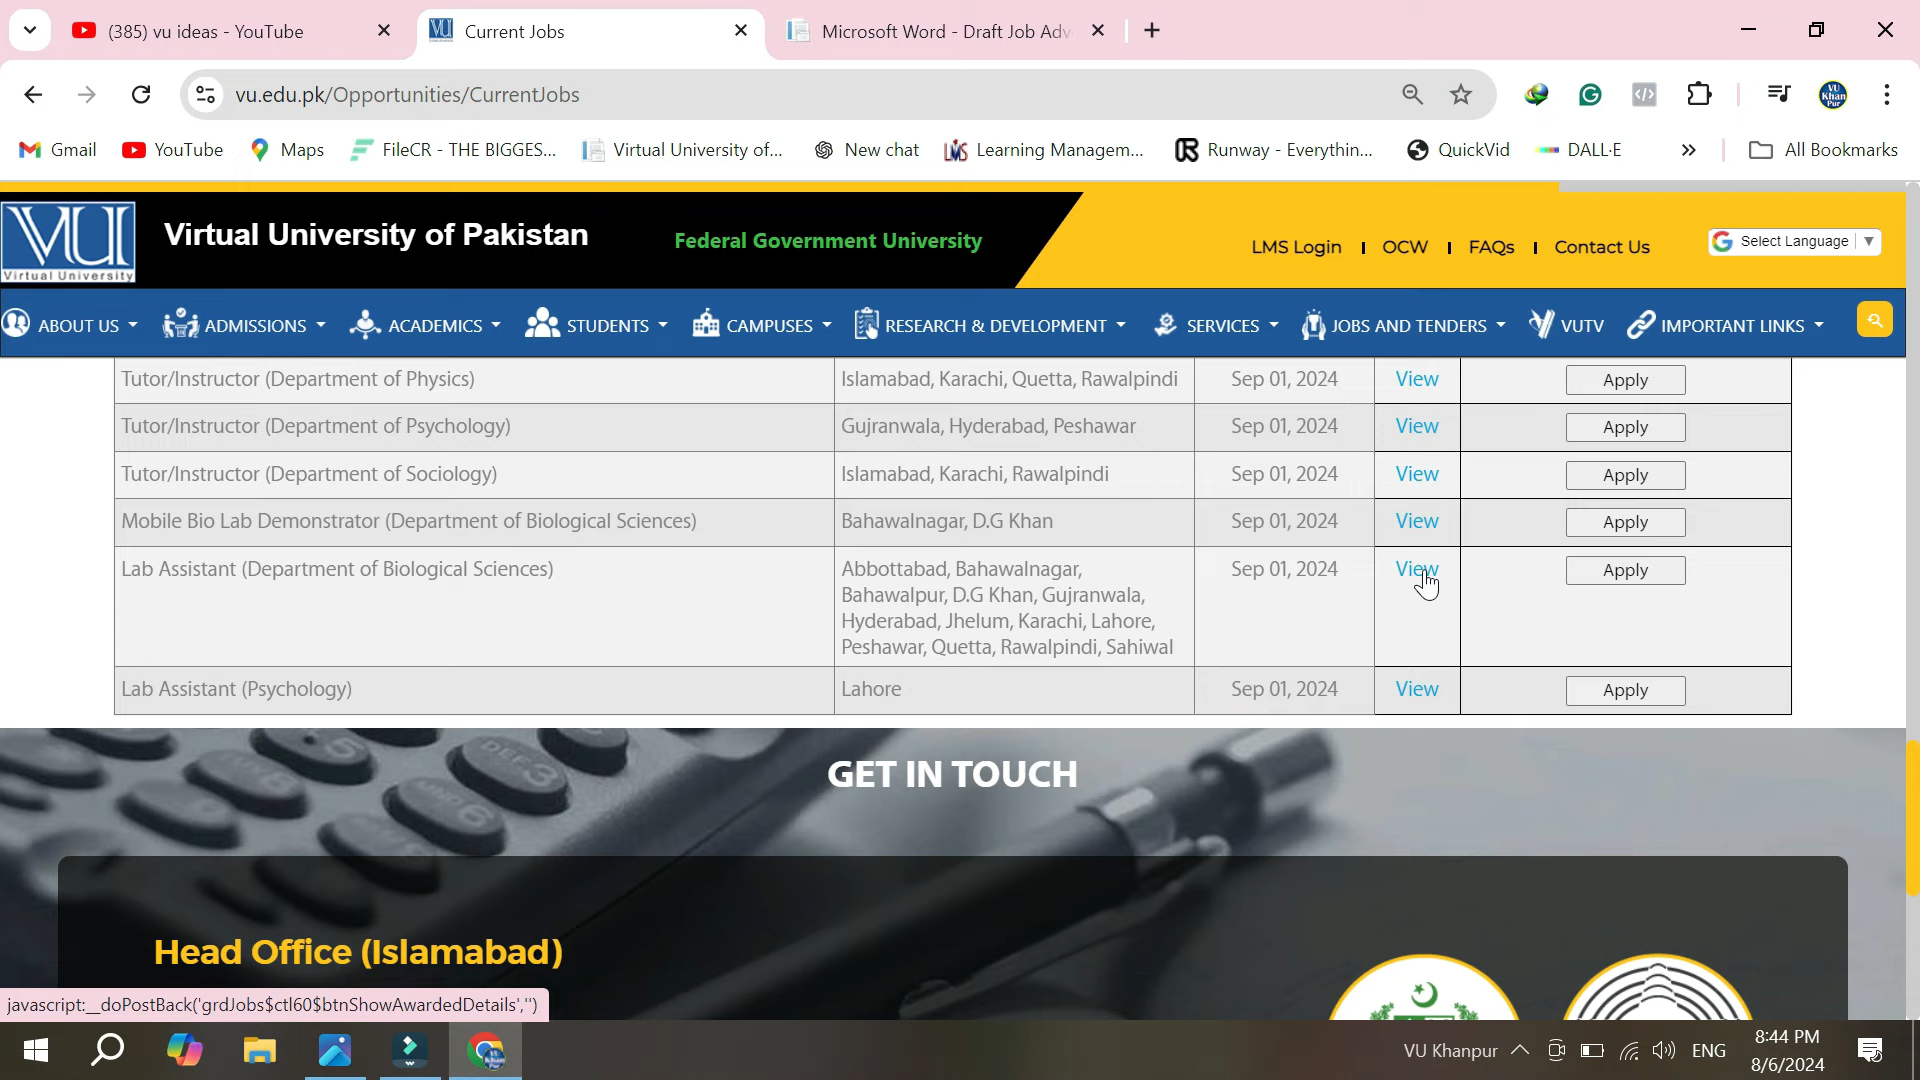 (385) vu ideas - YouTube
Current Jobs
Microsoft Word - Draft Job Adv
vu.edu.pk/Opportunities/CurrentJobs
VU Khan Pur
Gmail
YouTube
Maps
FileCR - THE BIGGES...
Virtual University of...
New chat
Learning Managem...
Runway - Everythin...
QuickVid
DALL·E
»
All Bookmarks
VU
Virtual University
Virtual University of Pakistan
Federal Government University
LMS Login | OCW | FAQs | Contact Us
Select Language ▼
ABOUT US
ADMISSIONS
ACADEMICS
STUDENTS
CAMPUSES
RESEARCH & DEVELOPMENT
SERVICES
JOBS AND TENDERS
VUTV
IMPORTANT LINKS
Tutor/Instructor (Department of Physics) Islamabad, Karachi, Quetta, Rawalpindi Sep 01, 2024 View Apply
Tutor/Instructor (Department of Psychology) Gujranwala, Hyderabad, Peshawar Sep 01, 2024 View Apply
Tutor/Instructor (Department of Sociology) Islamabad, Karachi, Rawalpindi Sep 01, 2024 View Apply
Mobile Bio Lab Demonstrator (Department of Biological Sciences) Bahawalnagar, D.G Khan Sep 01, 2024 View Apply
Lab Assistant (Department of Biological Sciences) Abbottabad, Bahawalnagar, Sep 01, 2024 View Apply
Bahawalpur, D.G Khan, Gujranwala,
Hyderabad, Jhelum, Karachi, Lahore,
Peshawar, Quetta, Rawalpindi, Sahiwal
Lab Assistant (Psychology) Lahore Sep 01, 2024 View Apply
GET IN TOUCH
Head Office (Islamabad)
javascript:__doPostBack('grdJobs$ctl60$btnShowAwardedDetails','')
VU Khanpur
ENG
8:44 PM
8/6/2024